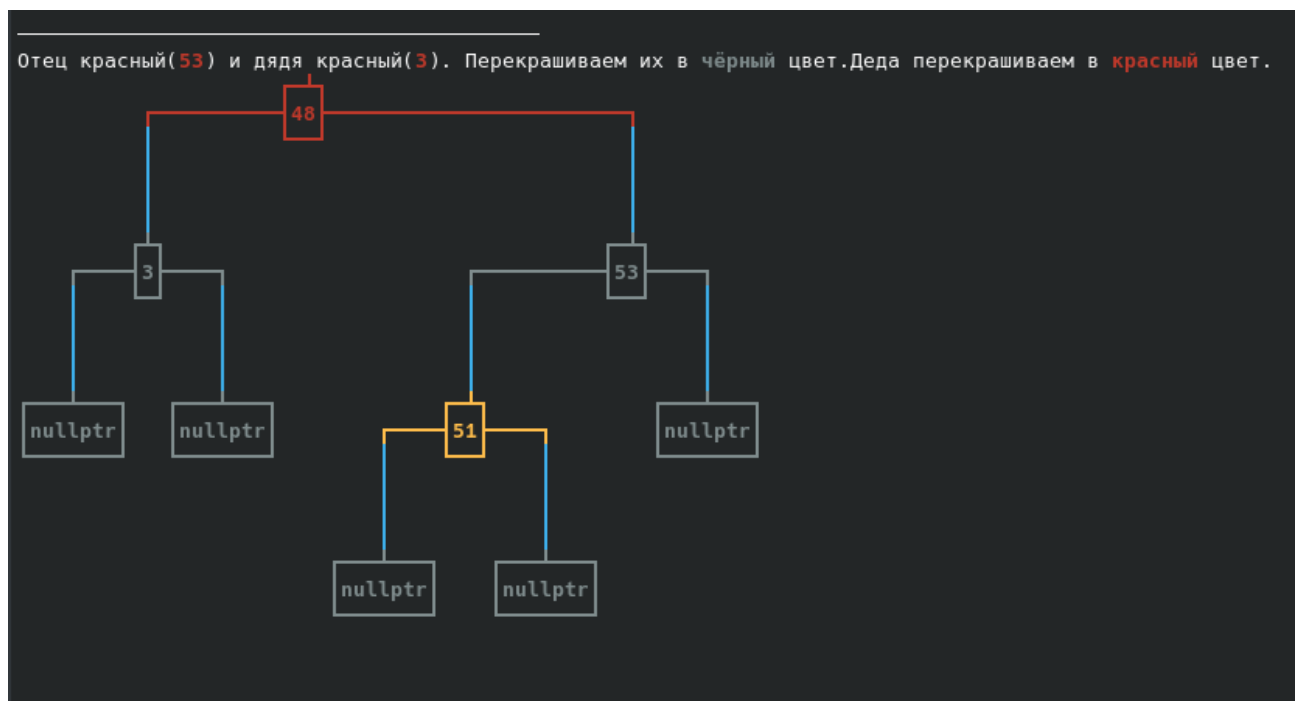 Отец красный(53) и дядя красный(3). Перекрашиваем их в чёрный цвет.Деда перекрашиваем в красный цвет.
48
3 53
nullptr nullptr 51 nullptr
nullptr nullptr